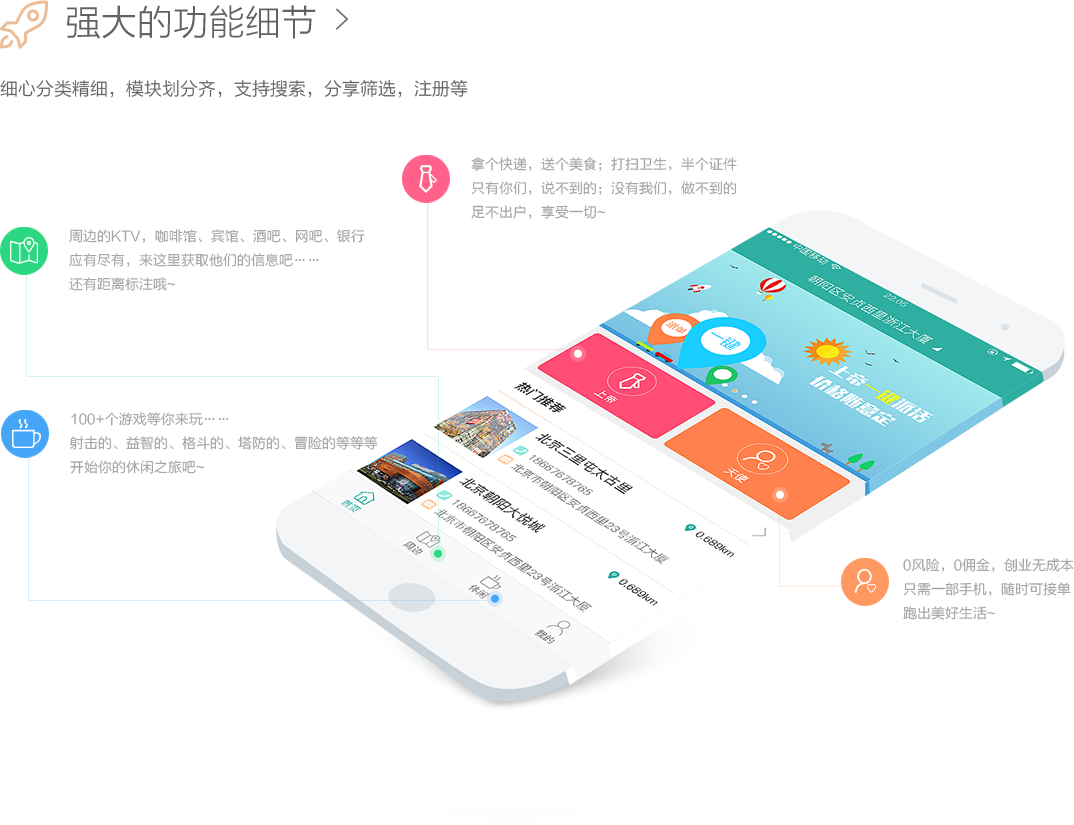 强大的功能细节
细心分类精细，模块划分齐，支持搜索，分享筛选，注册等
拿个快递，送个美食；打扫卫生，半个证件
只有你们，说不到的；没有我们，做不到的
足不出户，享受一切~
周边的KTV，咖啡馆、宾馆、酒吧、网吧、银行
应有尽有，来这里获取他们的信息吧……
还有距离标注哦~
100+个游戏等你来玩……
射击的、益智的、格斗的、塔防的、冒险的等等等
开始你的休闲之旅吧~
中国移动
22:05
朝阳区安贞西里浙江大厦
派单
一键
上帝一键派活
价格随意定
上帝
天使
热门推荐
北京三里屯太古里
18667678765
北京市朝阳区安贞西里23号浙江大厦
0.689km
北京朝阳大悦城
18667678765
北京市朝阳区安贞西里23号浙江大厦
0.689km
首页
周边
休闲
我的
0风险，0佣金，创业无成本
只需一部手机，随时可接单
跑出美好生活~